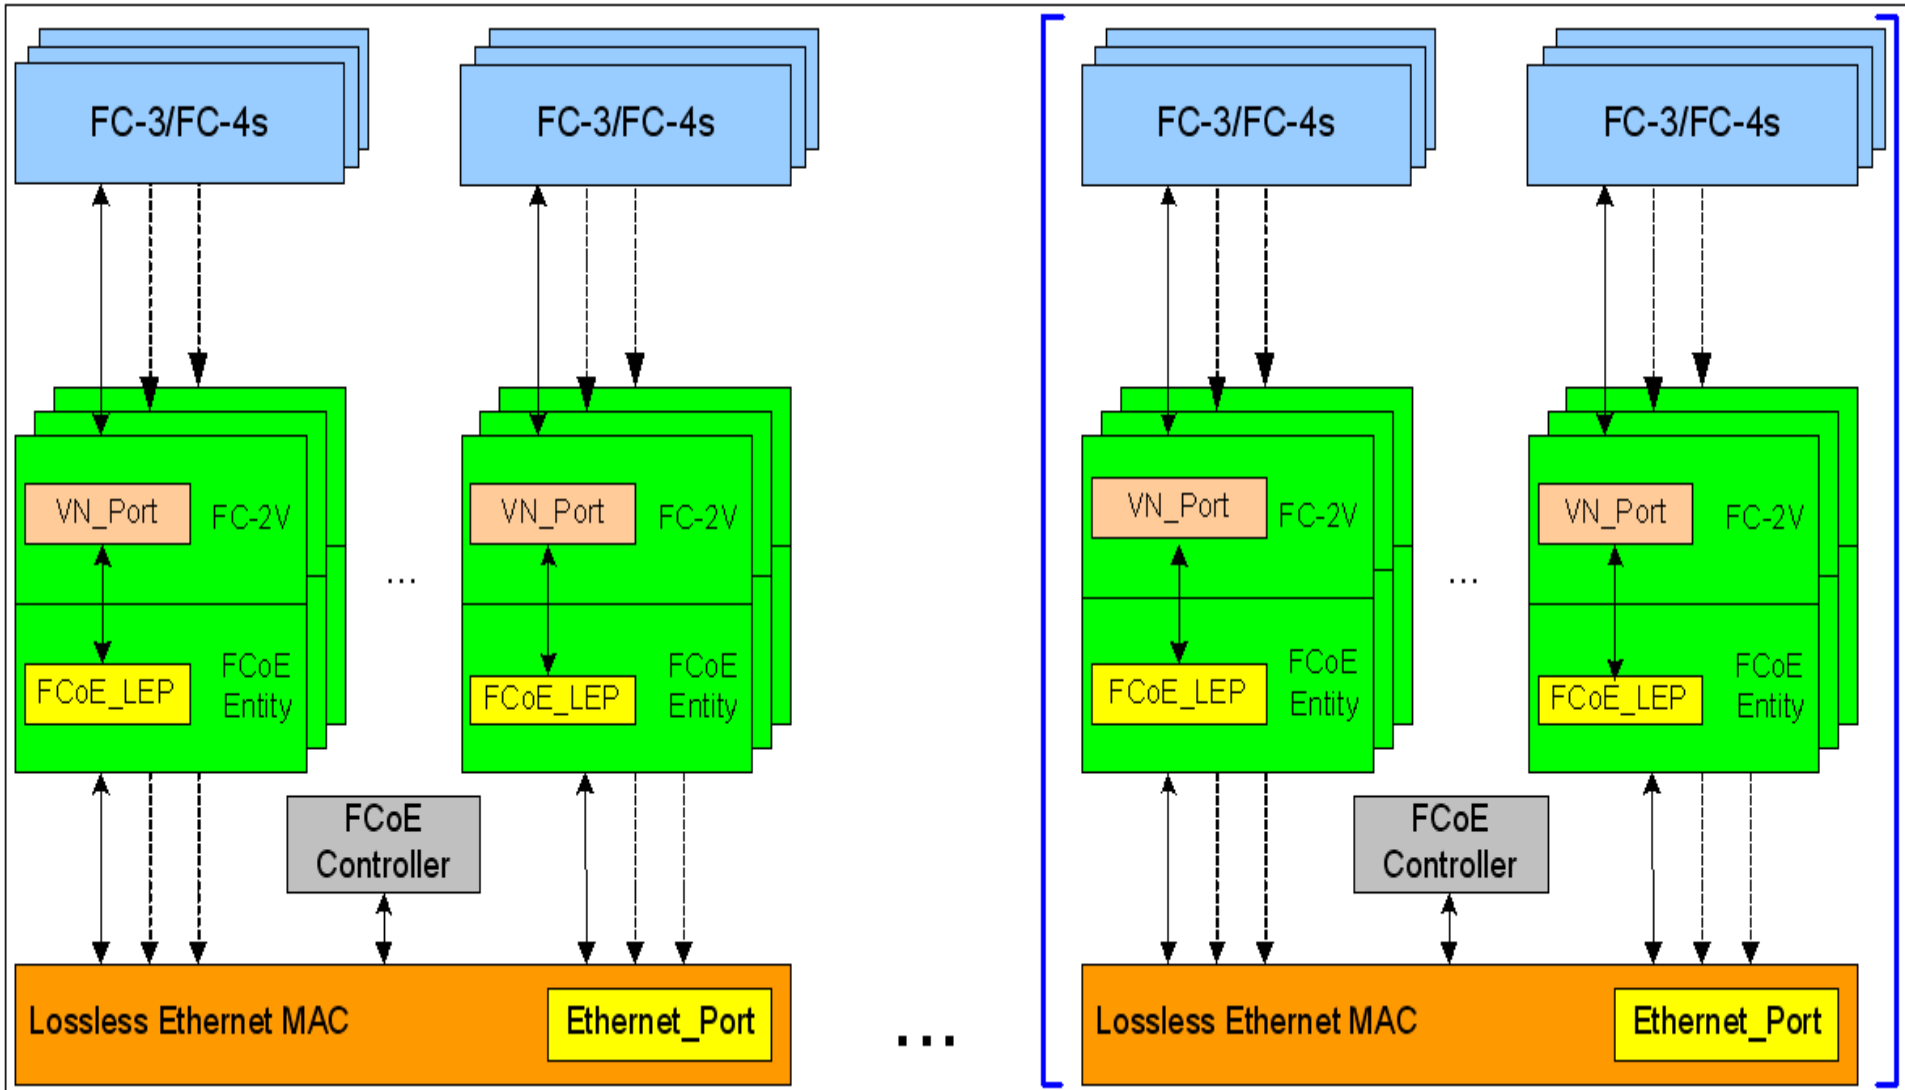 FC-3/FC-4s
FC-3/FC-4s
FC-3/FC-4s
FC-3/FC-4s
VN_Port
FC-2V
VN_Port
FC-2V
VN_Port
FC-2V
VN_Port
FC-2V
...
...
FCoE_LEP
FCoE
Entity
FCoE_LEP
FCoE
Entity
FCoE_LEP
FCoE
Entity
FCoE_LEP
FCoE
Entity
FCoE
Controller
FCoE
Controller
Lossless Ethernet MAC
Ethernet_Port
...
Lossless Ethernet MAC
Ethernet_Port